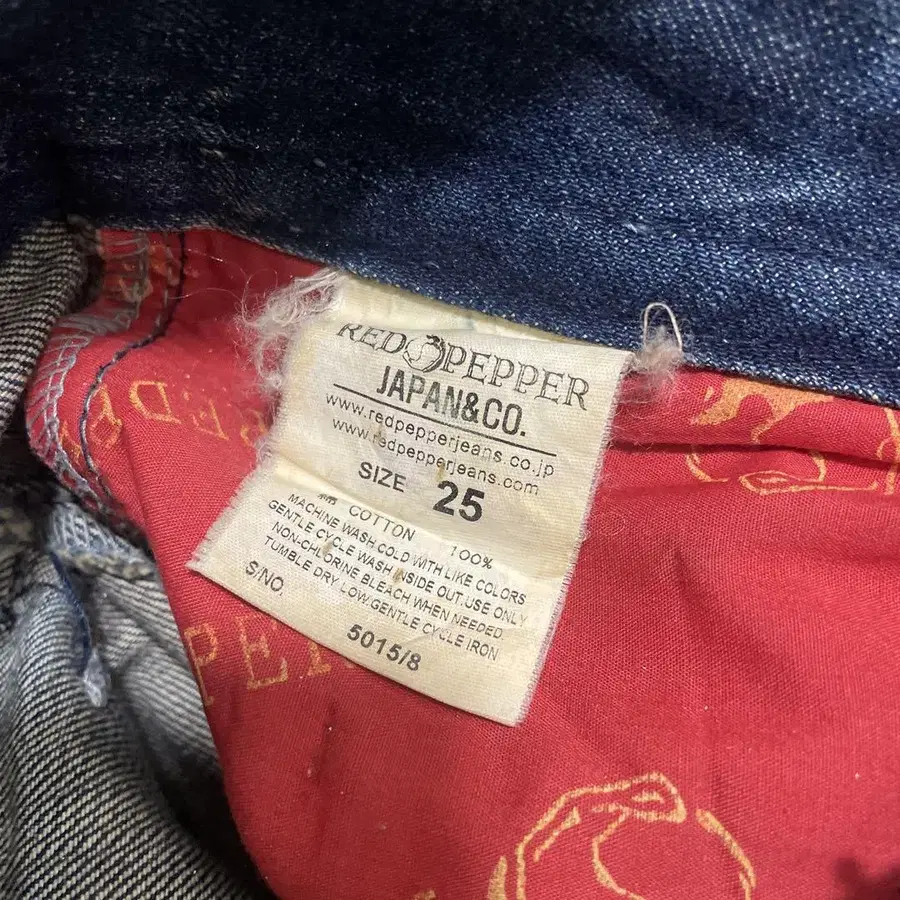 RED PEPPER
JAPAN&CO.
www.redpepperjeans.co.jp
www.redpepperjeans.com
SIZE 25
COTTON 100%
MACHINE WASH COLD WITH LIKE COLORS
GENTLE CYCLE WASH INSIDE OUT.USE ONLY
NON-CHLORINE BLEACH WHEN NEEDED.
TUMBLE DRY LOW.GENTLE CYCLE IRON
S/NO. 5015/8